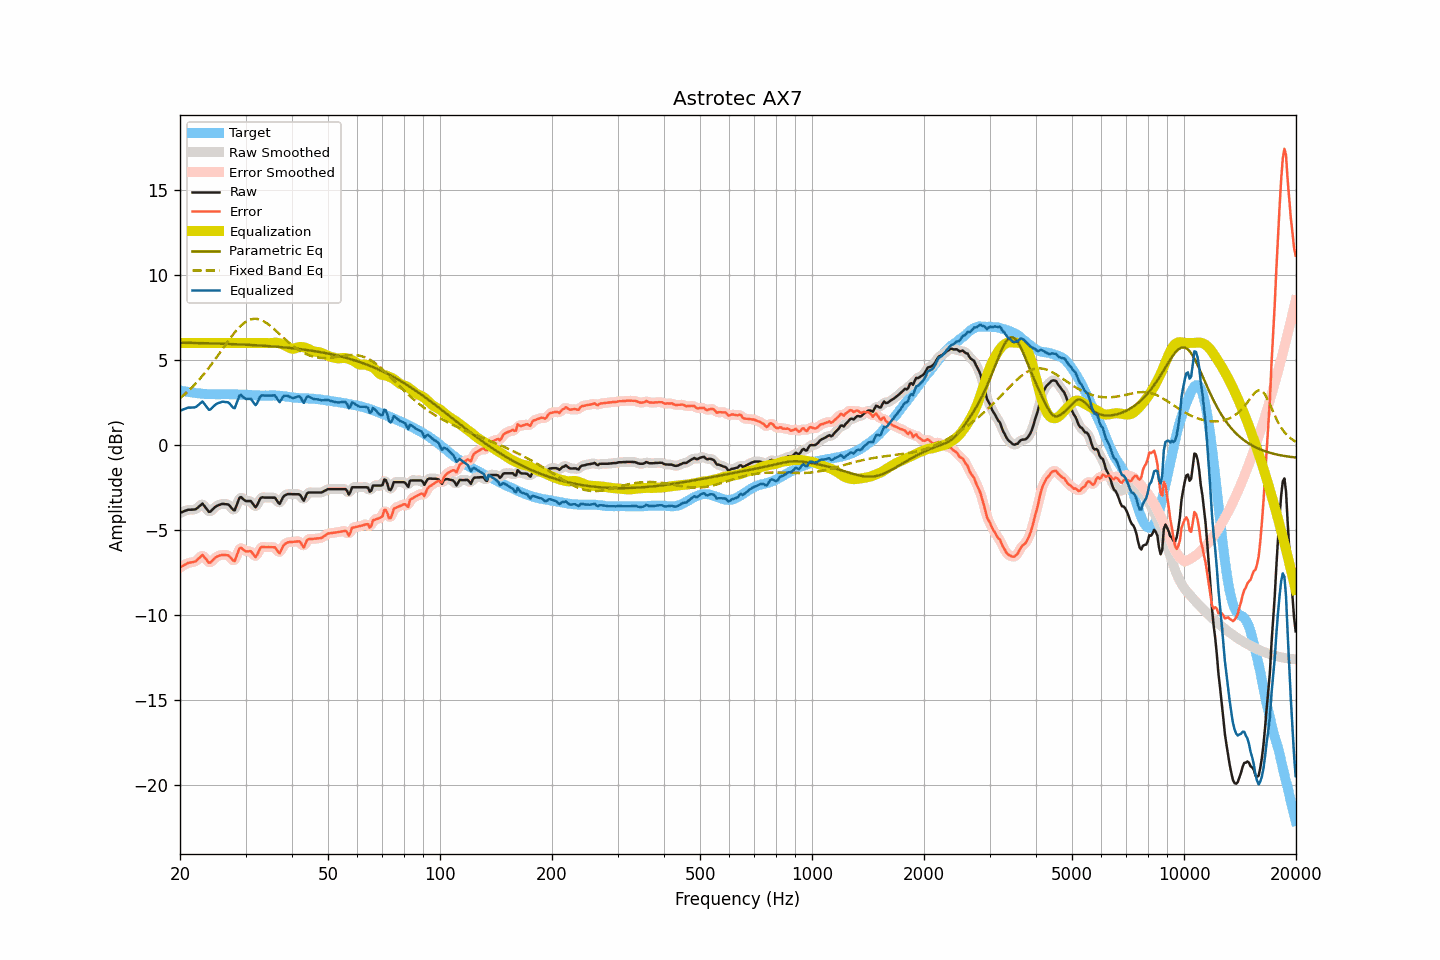 Astrotec AX7
Target
Raw Smoothed
Error Smoothed
Raw
Error
Equalization
Parametric Eq
Fixed Band Eq
Equalized
15
10
5
0
−5
−10
−15
−20
Amplitude (dBr)
20 50 100 200 500 1000 2000 5000 10000 20000
Frequency (Hz)